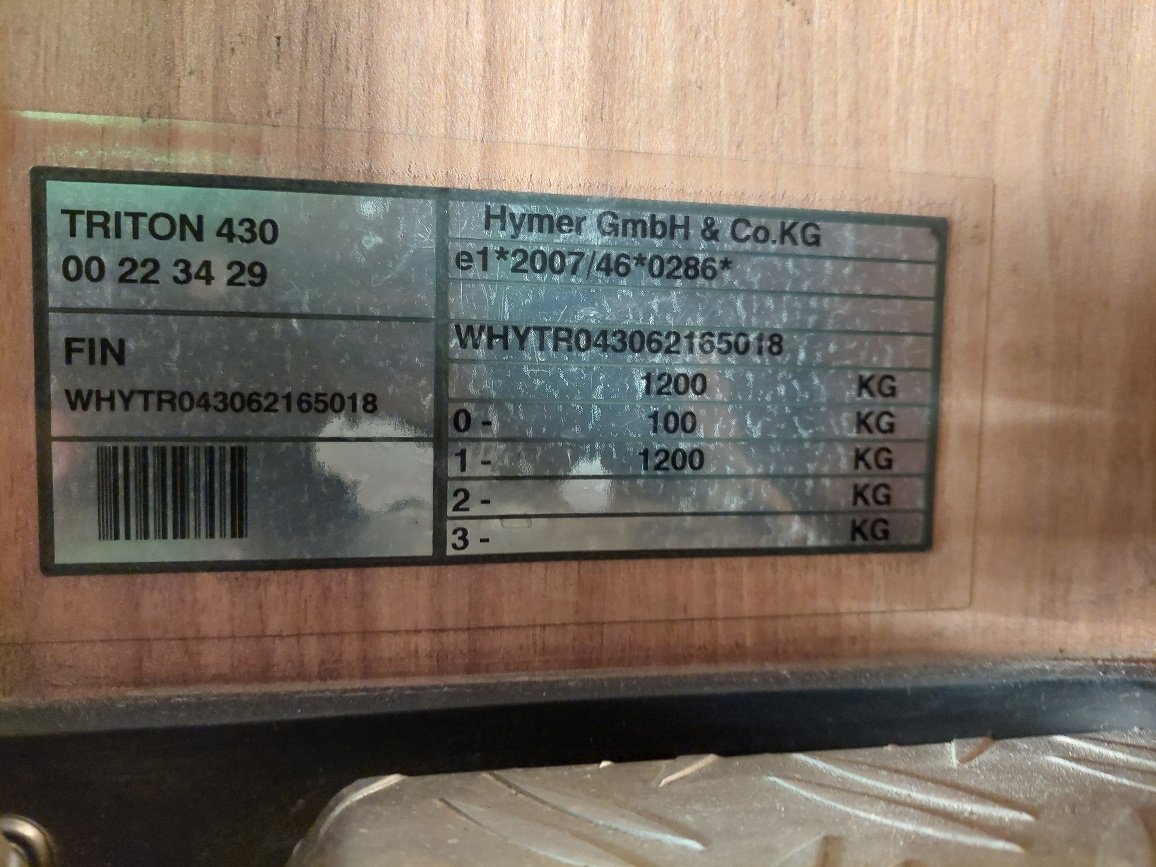 TRITON 430
00 22 34 29
FIN
WHYTR043062165018
Hymer GmbH & Co.KG
e1*2007/46*0286*
WHYTR043062165018
1200 KG
0 - 100 KG
1 - 1200 KG
2 - KG
3 - KG